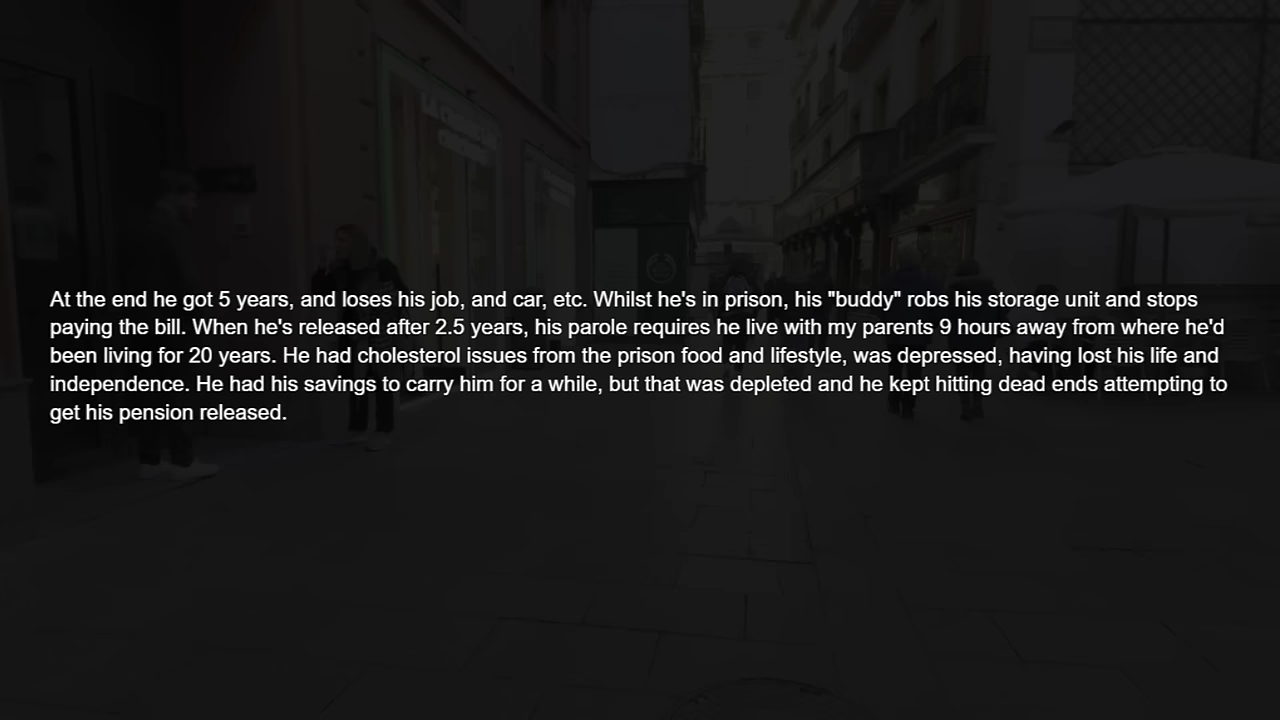 At the end he got 5 years, and loses his job, and car, etc. Whilst he's in prison, his "buddy" robs his storage unit and stops
paying the bill. When he's released after 2.5 years, his parole requires he live with my parents 9 hours away from where he'd
been living for 20 years. He had cholesterol issues from the prison food and lifestyle, was depressed, having lost his life and
independence. He had his savings to carry him for a while, but that was depleted and he kept hitting dead ends attempting to
get his pension released.